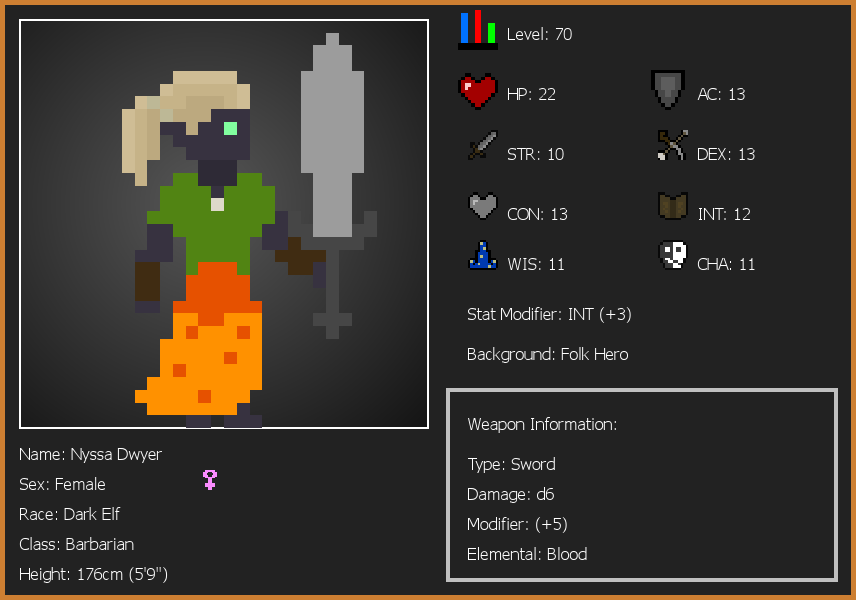 Level: 70
HP: 22
AC: 13
STR: 10
DEX: 13
CON: 13
INT: 12
WIS: 11
CHA: 11
Stat Modifier: INT (+3)
Background: Folk Hero
Weapon Information:
Type: Sword
Damage: d6
Modifier: (+5)
Elemental: Blood
Name: Nyssa Dwyer
Sex: Female
Race: Dark Elf
Class: Barbarian
Height: 176cm (5'9")